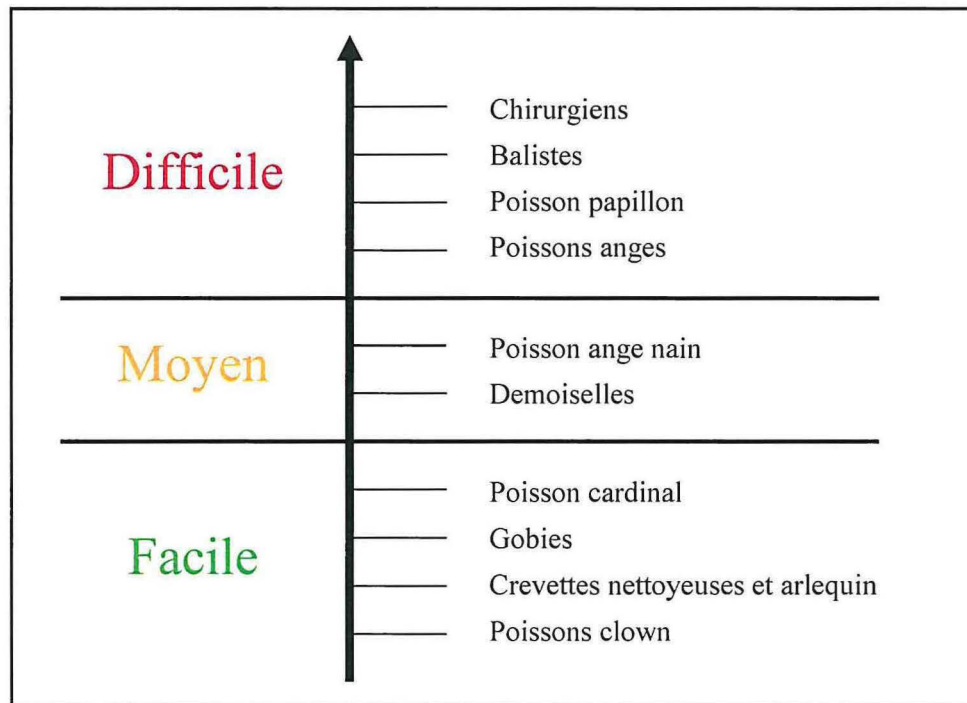 Difficile
Chirurgiens
Balistes
Poisson papillon
Poissons anges
Moyen
Poisson ange nain
Demoiselles
Facile
Poisson cardinal
Gobies
Crevettes nettoyeuses et arlequin
Poissons clown